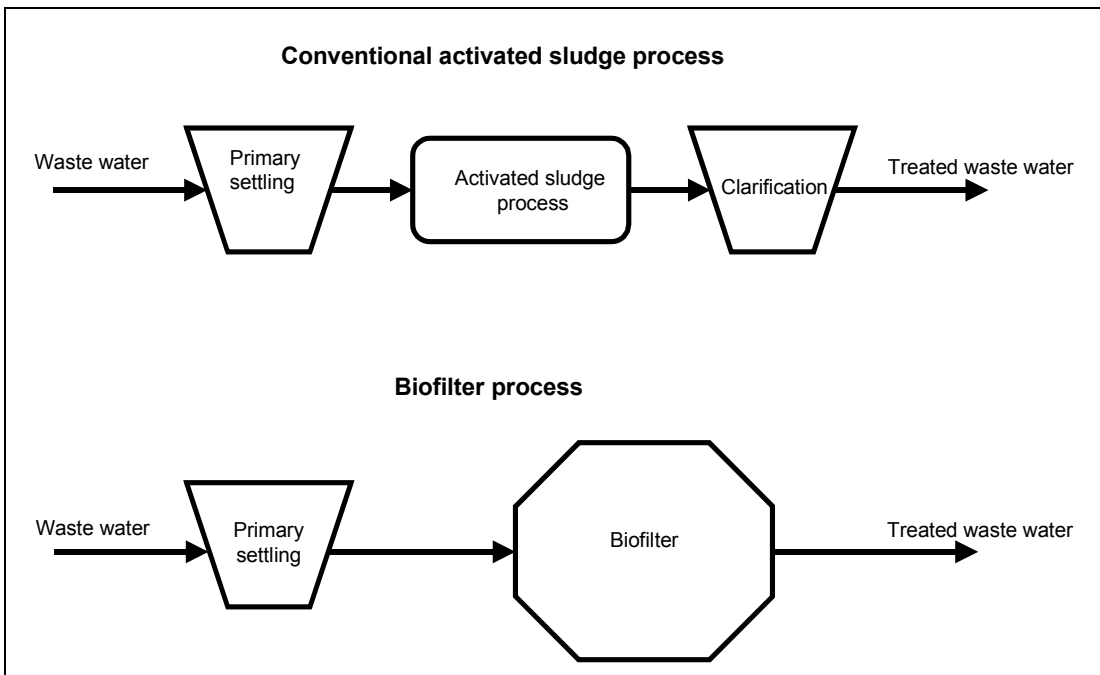 Conventional activated sludge process
Waste water
Primary
settling
Activated sludge
process
Clarification
Treated waste water
Biofilter process
Waste water
Primary
settling
Biofilter
Treated waste water